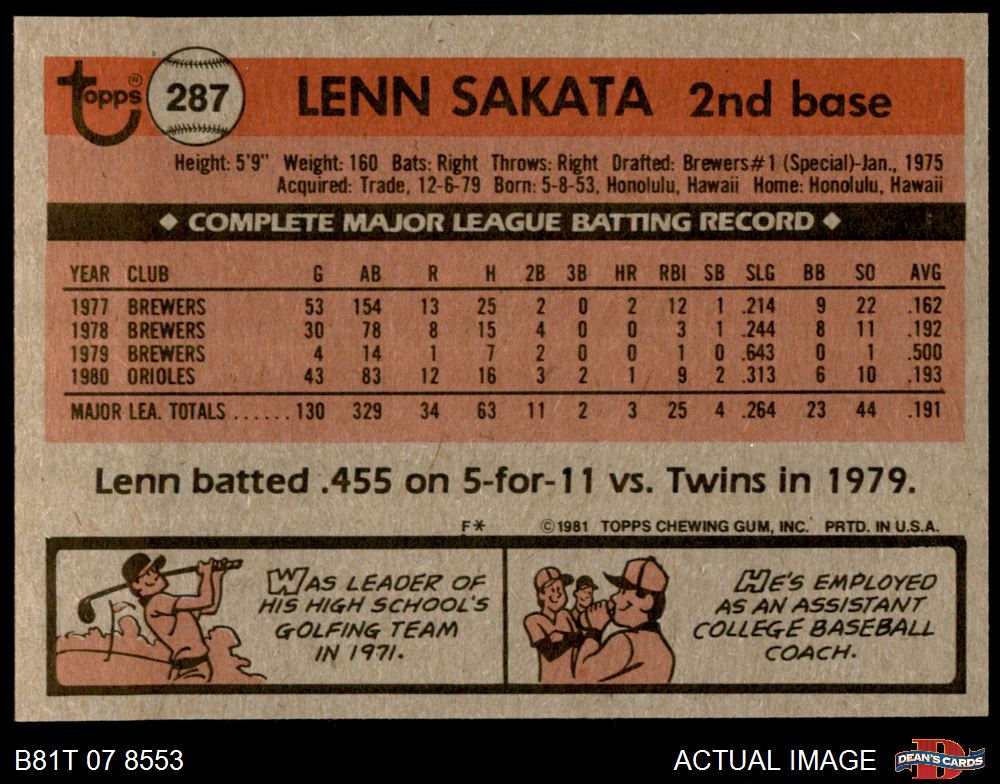 topps® 287 LENN SAKATA 2nd base
Height: 5'9" Weight: 160 Bats: Right Throws: Right Drafted: Brewers#1 (Special)-Jan., 1975
Acquired: Trade, 12-6-79 Born: 5-8-53, Honolulu, Hawaii Home: Honolulu, Hawaii
◆ COMPLETE MAJOR LEAGUE BATTING RECORD ◆
YEAR CLUB G AB R H 2B 3B HR RBI SB SLG BB SO AVG
1977 BREWERS 53 154 13 25 2 0 2 12 1 .214 9 22 .162
1978 BREWERS 30 78 8 15 4 0 0 3 1 .244 8 11 .192
1979 BREWERS 4 14 1 7 2 0 0 1 0 .643 0 1 .500
1980 ORIOLES 43 83 12 16 3 2 1 9 2 .313 6 10 .193
MAJOR LEA. TOTALS ......130 329 34 63 11 2 3 25 4 .264 23 44 .191
Lenn batted .455 on 5-for-11 vs. Twins in 1979.
F* ©1981 TOPPS CHEWING GUM, INC. PRTD. IN U.S.A.
WAS LEADER OF
HIS HIGH SCHOOL'S
GOLFING TEAM
IN 1971.
HE'S EMPLOYED
AS AN ASSISTANT
COLLEGE BASEBALL
COACH.
B81T 07 8553 ACTUAL IMAGE D DEAN'S CARDS